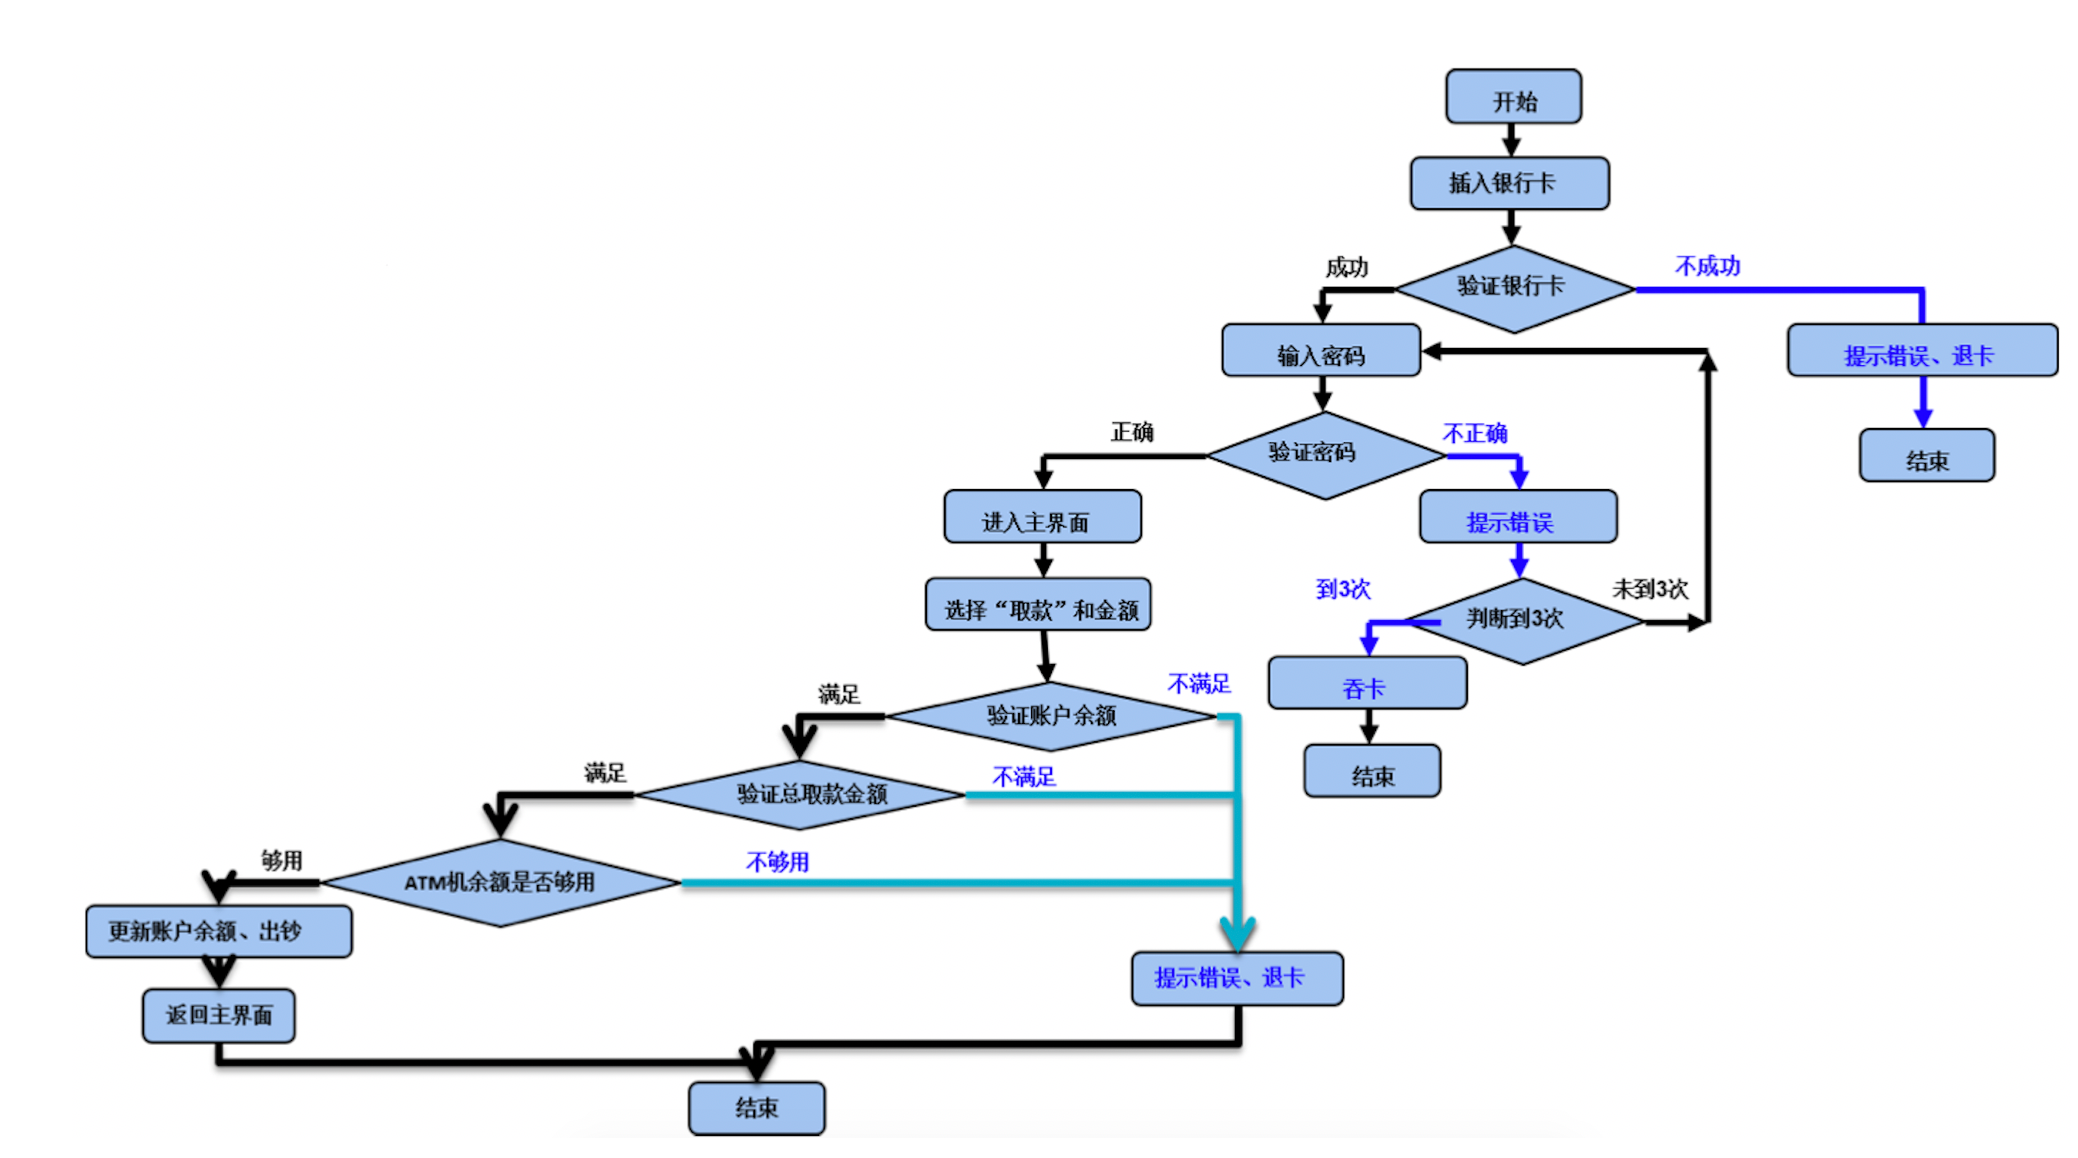 开始
插入银行卡
成功
验证银行卡
不成功
输入密码
提示错误、退卡
正确
验证密码
不正确
结束
进入主界面
提示错误
选择“取款”和金额
到3次
判断到3次
未到3次
满足
验证账户余额
不满足
吞卡
满足
验证总取款金额
不满足
结束
够用
ATM机余额是否够用
不够用
更新账户余额、出钞
提示错误、退卡
返回主界面
结束